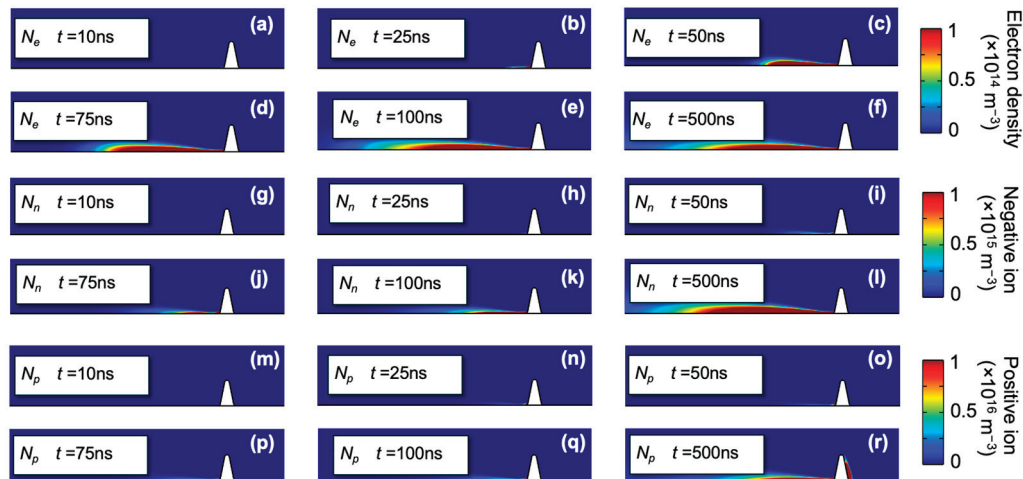 Ne t =10ns (a)
Ne t =25ns (b)
Ne t =50ns (c)
Ne t =75ns (d)
Ne t =100ns (e)
Ne t =500ns (f)
1
0.5
0
Electron density
(×10¹⁴ m⁻³)
Nn t =10ns (g)
Nn t =25ns (h)
Nn t =50ns (i)
Nn t =75ns (j)
Nn t =100ns (k)
Nn t =500ns (l)
1
0.5
0
Negative ion
(×10¹⁵ m⁻³)
Np t =10ns (m)
Np t =25ns (n)
Np t =50ns (o)
Np t =75ns (p)
Np t =100ns (q)
Np t =500ns (r)
1
0.5
0
Positive ion
(×10¹⁶ m⁻³)